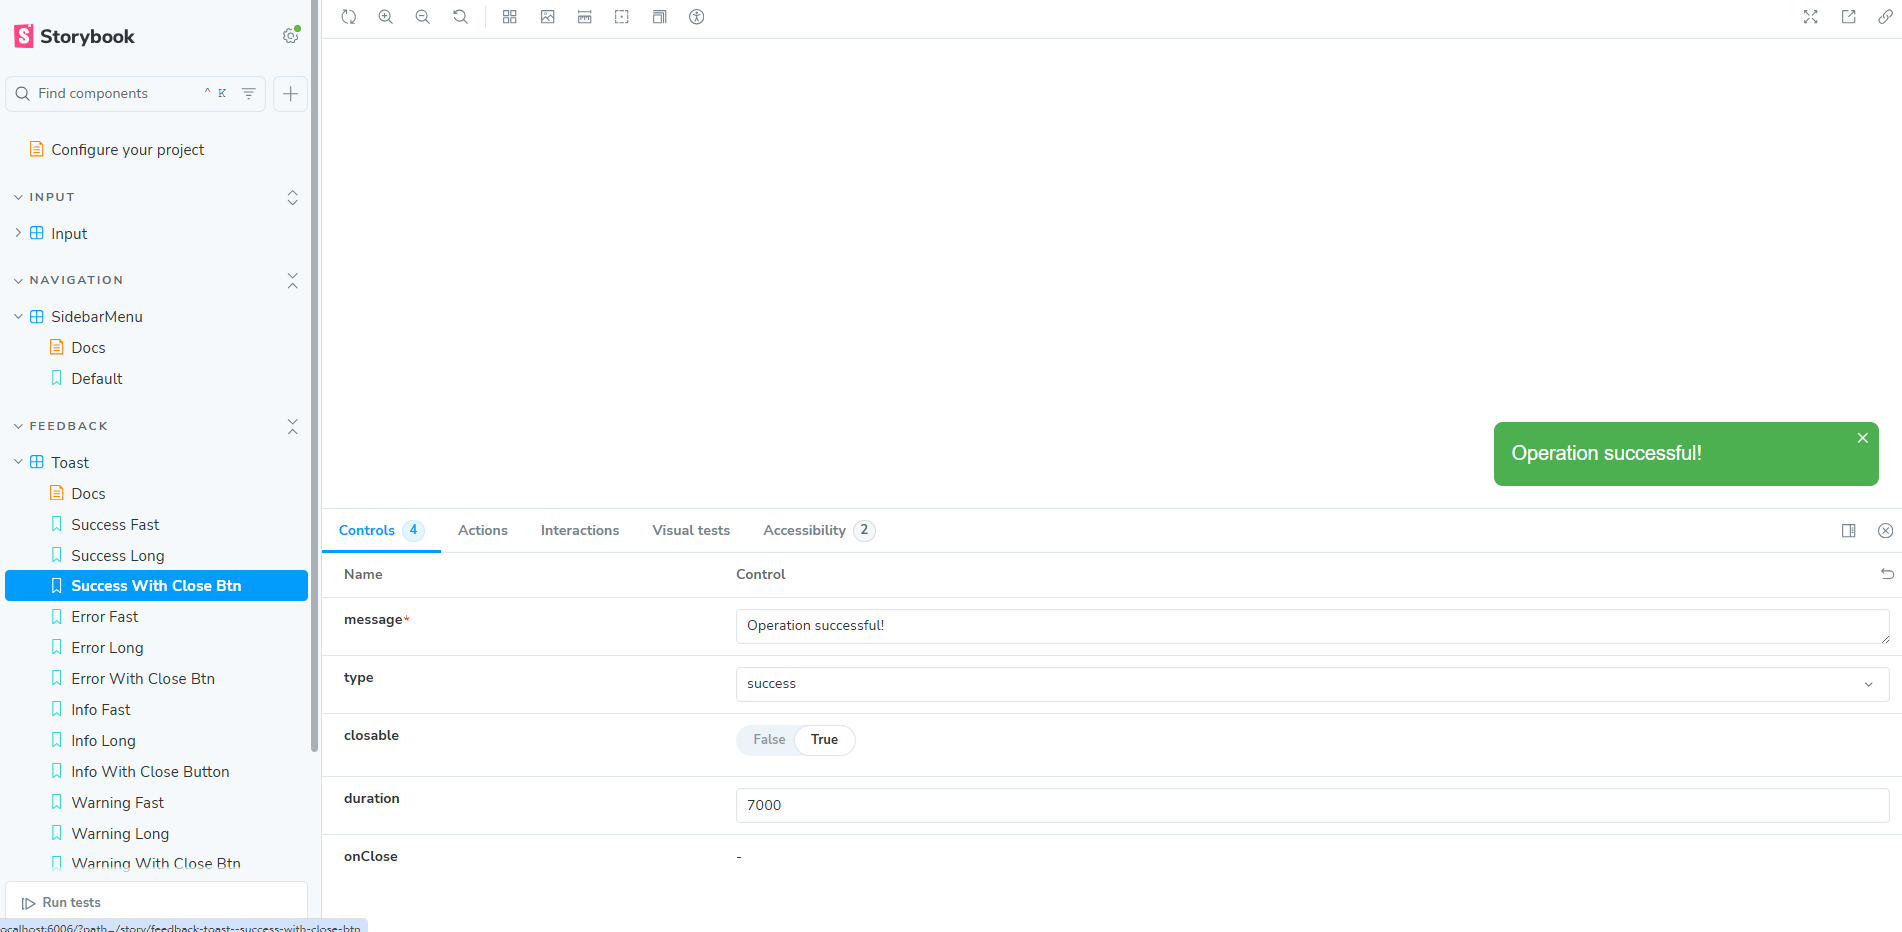 Storybook
Find components
^ K
Configure your project
INPUT
Input
NAVIGATION
SidebarMenu
Docs
Default
FEEDBACK
Toast
Docs
Success Fast
Success Long
Success With Close Btn
Error Fast
Error Long
Error With Close Btn
Info Fast
Info Long
Info With Close Button
Warning Fast
Warning Long
Warning With Close Btn
Run tests
ocalhost:6006/?path=/story/feedback-toast--success-with-close-btn
Operation successful!
Controls 4 Actions Interactions Visual tests Accessibility 2
Name Control
message* Operation successful!
type success
closable False True
duration 7000
onClose -